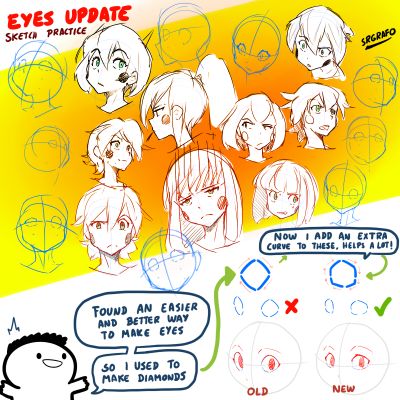 EYES UPDATE
SKETCH PRACTICE
SRGRAFO
NOW I ADD AN EXTRA
CURVE TO THESE, HELPS A LOT!
FOUND AN EASIER
AND BETTER WAY
TO MAKE EYES
SO I USED TO
MAKE DIAMONDS
OLD
NEW